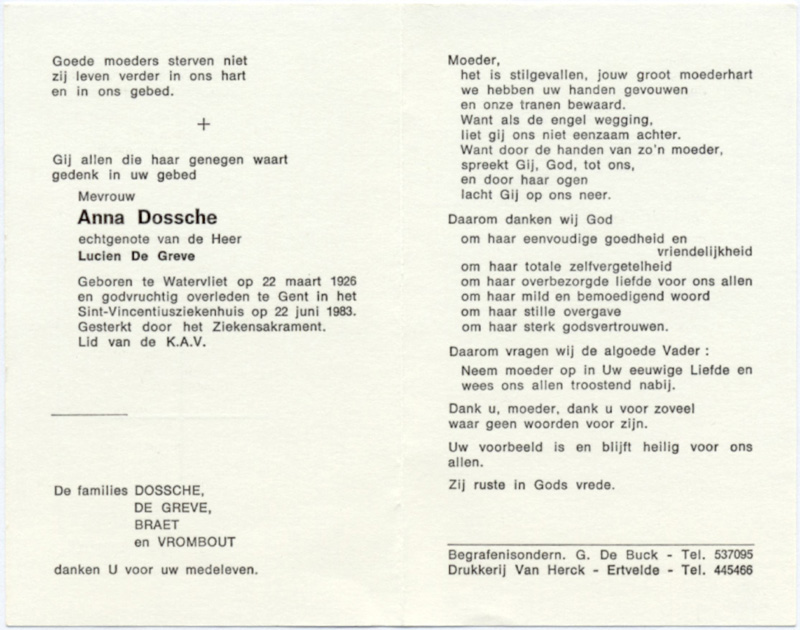 Goede moeders sterven niet
zij leven verder in ons hart
en in ons gebed.
+
Gij allen die haar genegen waart
gedenk in uw gebed
Mevrouw
Anna Dossche
echtgenote van de Heer
Lucien De Greve
Geboren te Watervliet op 22 maart 1926
en godvruchtig overleden te Gent in het
Sint-Vincentiusziekenhuis op 22 juni 1983.
Gesterkt door het Ziekensakrament.
Lid van de K.A.V.
De families DOSSCHE,
DE GREVE,
BRAET
en VROMBOUT
danken U voor uw medeleven.
Moeder,
het is stilgevallen, jouw groot moederhart
we hebben uw handen gevouwen
en onze tranen bewaard.
Want als de engel wegging,
liet gij ons niet eenzaam achter.
Want door de handen van zo'n moeder,
spreekt Gij, God, tot ons,
en door haar ogen
lacht Gij op ons neer.
Daarom danken wij God
om haar eenvoudige goedheid en
vriendelijkheid
om haar totale zelfvergetelheid
om haar overbezorgde liefde voor ons allen
om haar mild en bemoedigend woord
om haar stille overgave
om haar sterk godsvertrouwen.
Daarom vragen wij de algoede Vader :
Neem moeder op in Uw eeuwige Liefde en
wees ons allen troostend nabij.
Dank u, moeder, dank u voor zoveel
waar geen woorden voor zijn.
Uw voorbeeld is en blijft heilig voor ons
allen.
Zij ruste in Gods vrede.
Begrafenisondern. G. De Buck - Tel. 537095
Drukkerij Van Herck - Ertvelde - Tel. 445466